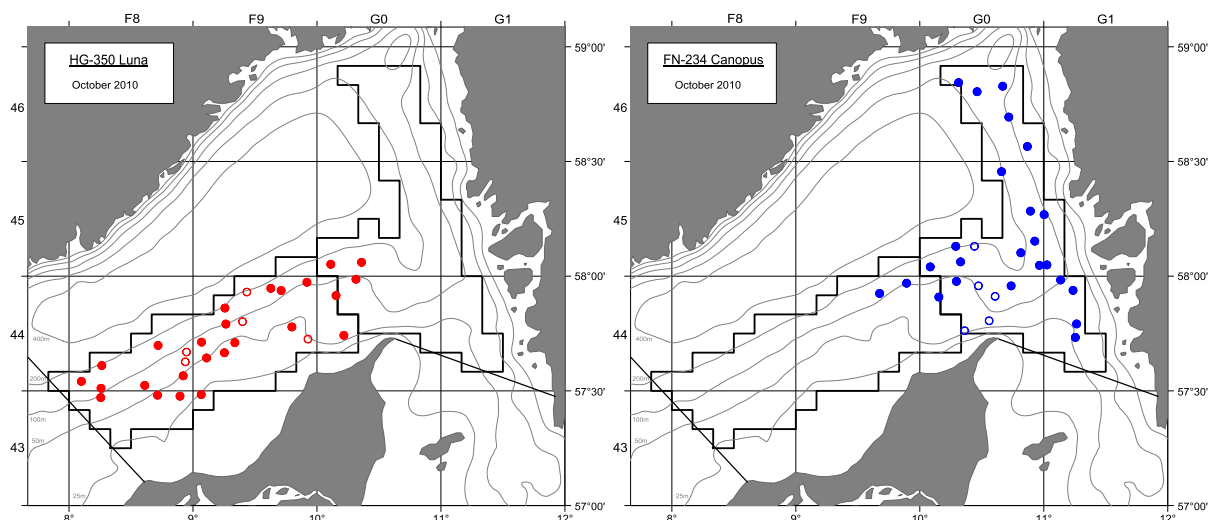 F8 F9 G0 G1
HG-350 Luna
October 2010
59°00'
46
58°30'
45
58°00'
44
400m
200m
57°30'
100m
50m
43
25m
57°00'
8° 9° 10° 11° 12°
F8 F9 G0 G1
FN-234 Canopus
October 2010
59°00'
46
58°30'
45
58°00'
44
400m
200m
57°30'
100m
50m
43
25m
57°00'
8° 9° 10° 11° 12°